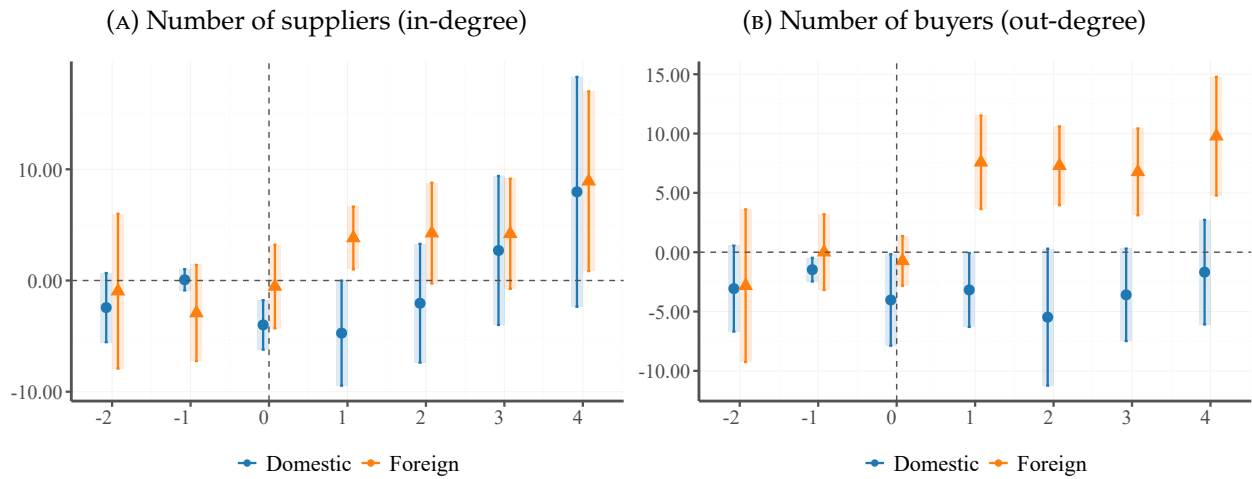 (A) Number of suppliers (in-degree)
10.00
0.00
-10.00
-2 -1 0 1 2 3 4
Domestic Foreign
(B) Number of buyers (out-degree)
15.00
10.00
5.00
0.00
-5.00
-10.00
-2 -1 0 1 2 3 4
Domestic Foreign